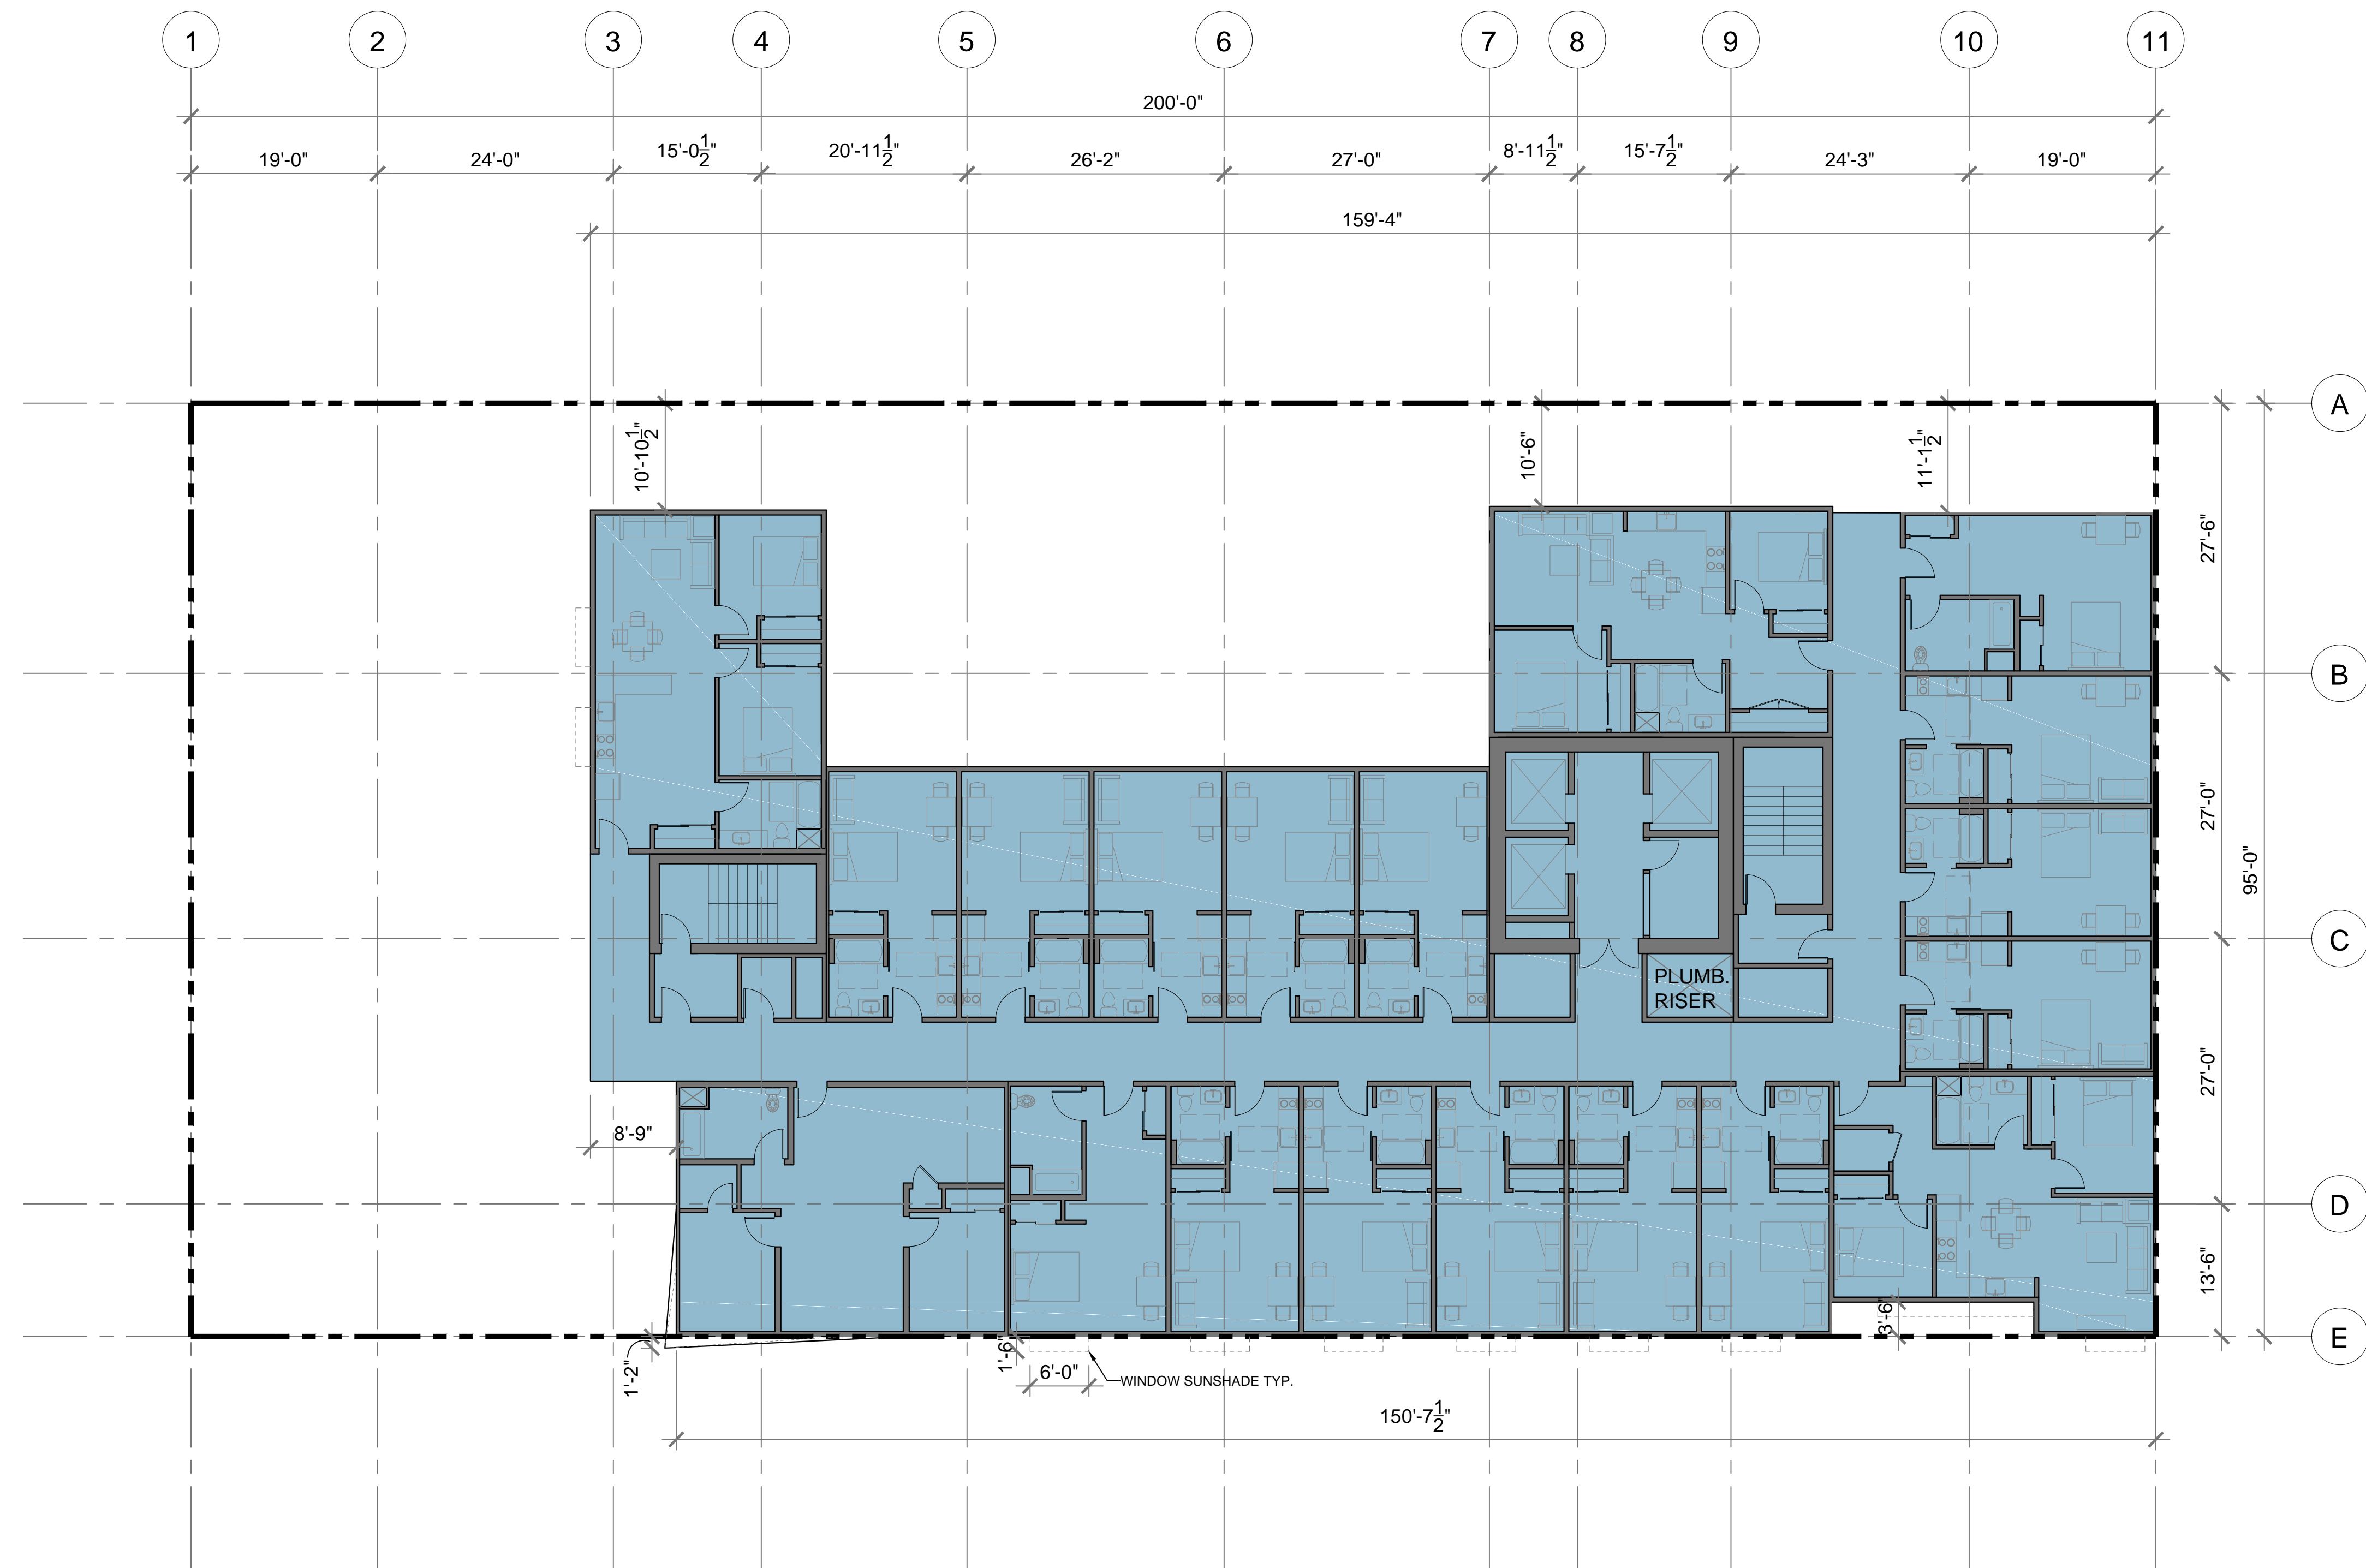 1 2 3 4 5 6 7 8 9 10 11
200'-0"
19'-0" 24'-0" 15'-0 1/2" 20'-11 1/2" 26'-2" 27'-0" 8'-11 1/2" 15'-7 1/2" 24'-3" 19'-0"
159'-4"
A
10'-10 1/2" 10'-6" 11'-1 1/2"
27'-6"
B
27'-0"
95'-0"
C
PLUMB.
RISER
27'-0"
8'-9"
D
13'-6"
3'-6"
E
1'-2" 1'-6" 6'-0" WINDOW SUNSHADE TYP.
150'-7 1/2"